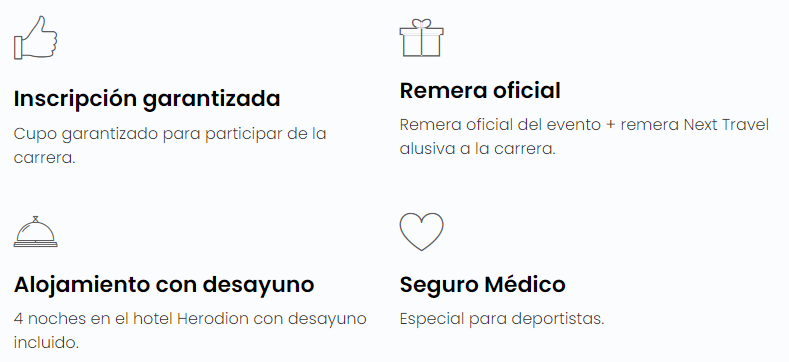 Inscripción garantizada
Cupo garantizado para participar de la
carrera.
Remera oficial
Remera oficial del evento + remera Next Travel
alusiva a la carrera.
Alojamiento con desayuno
4 noches en el hotel Herodion con desayuno
incluido.
Seguro Médico
Especial para deportistas.